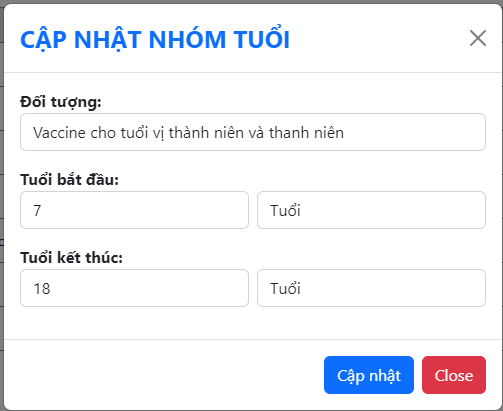 CẬP NHẬT NHÓM TUỔI
Đối tượng:
Vaccine cho tuổi vị thành niên và thanh niên
Tuổi bắt đầu:
7 Tuổi
Tuổi kết thúc:
18 Tuổi
Cập nhật Close